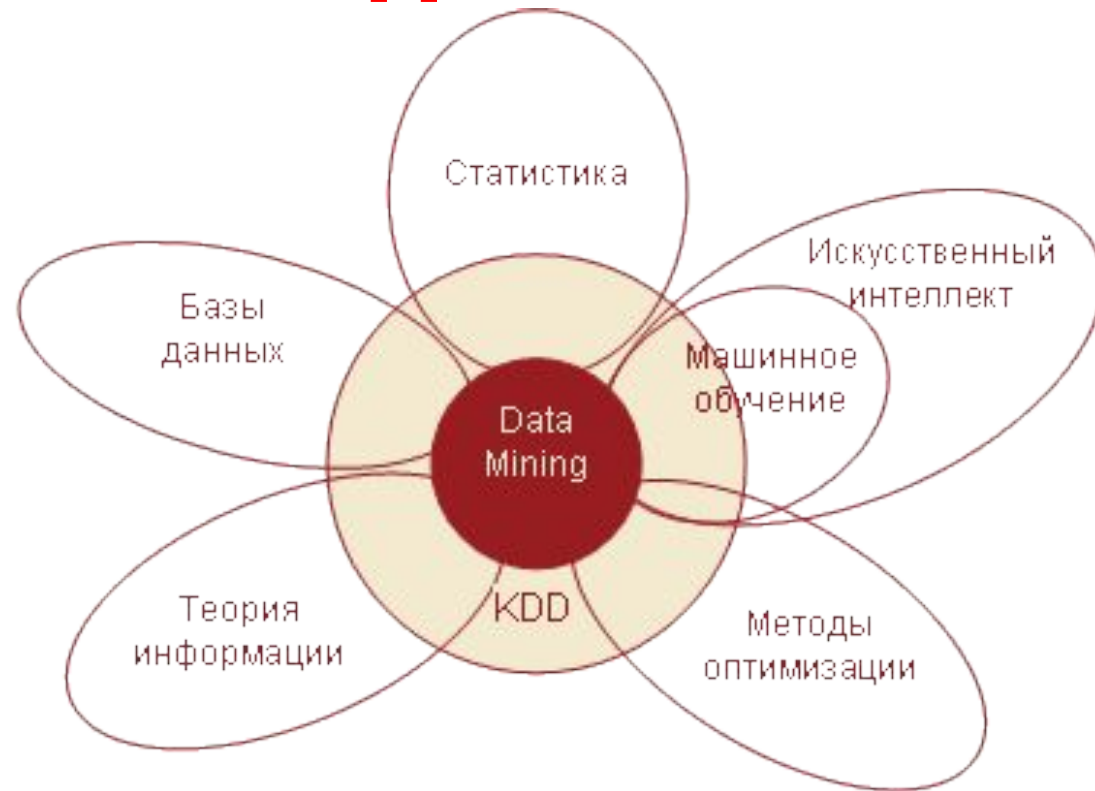 Статистика
Искусственный
интеллект
Базы
данных
Машинное
обучение
Data
Mining
KDD
Теория
информации
Методы
оптимизации